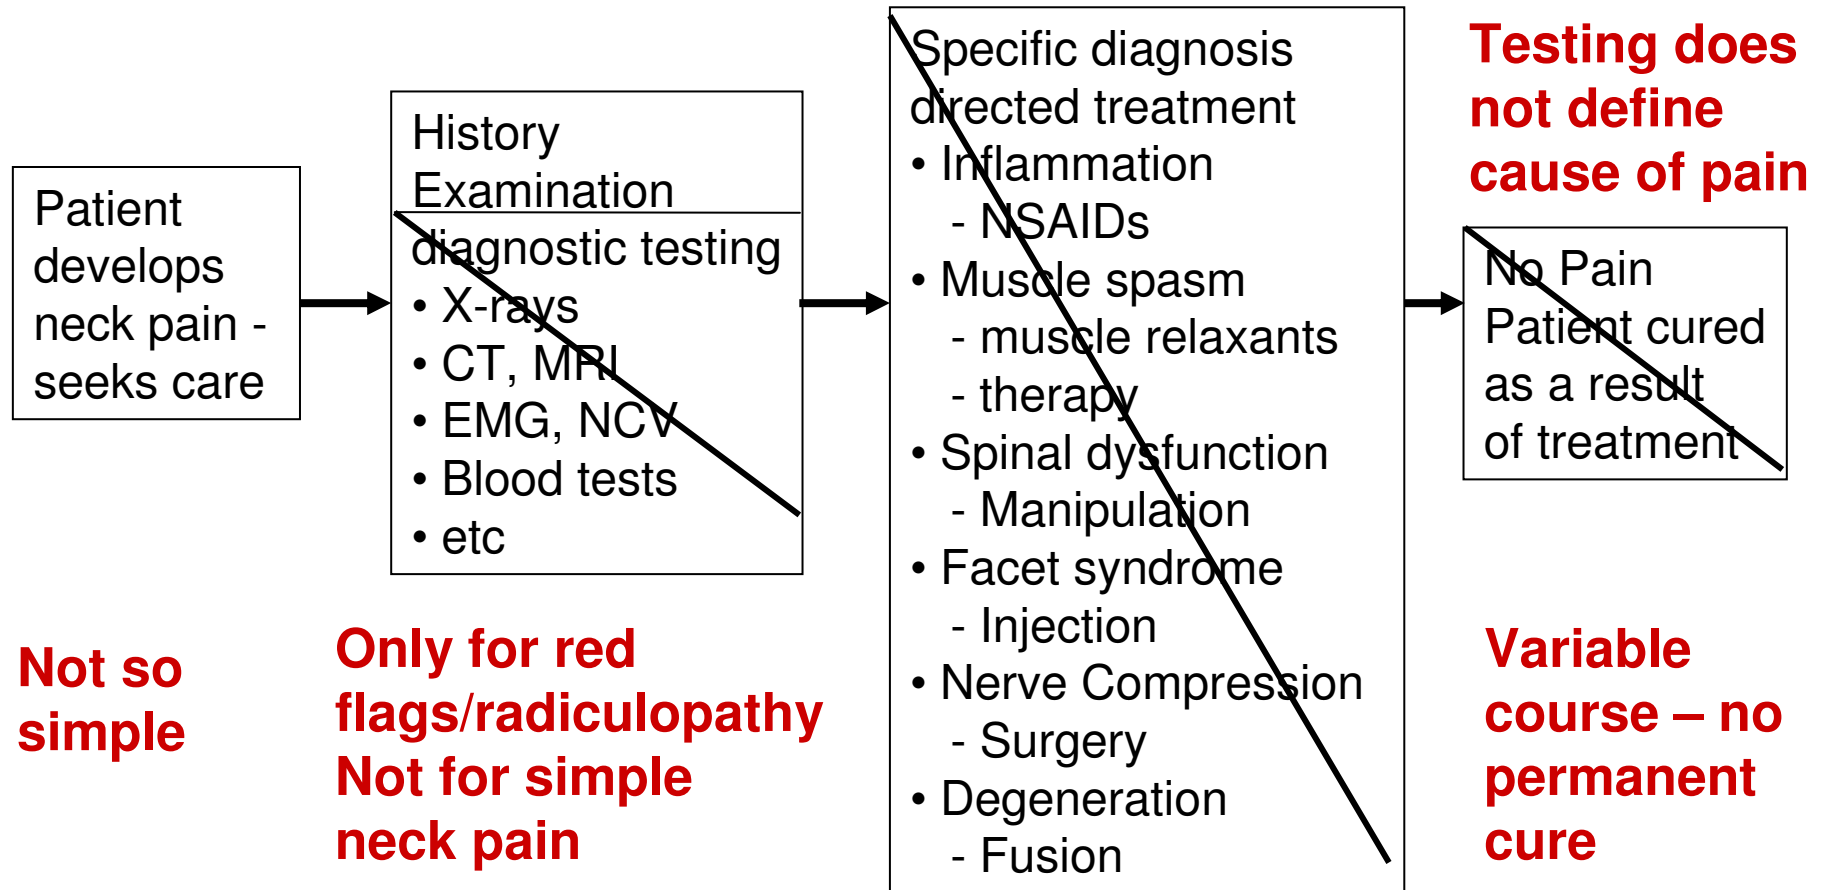 Patient
develops
neck pain -
seeks care
Not so
simple
History
Examination
diagnostic testing
• X-rays
• CT, MRI
• EMG, NCV
• Blood tests
• etc
Only for red
flags/radiculopathy
Not for simple
neck pain
Specific diagnosis
directed treatment
• Inflammation
- NSAIDs
• Muscle spasm
- muscle relaxants
- therapy
• Spinal dysfunction
- Manipulation
• Facet syndrome
- Injection
• Nerve Compression
- Surgery
• Degeneration
- Fusion
Testing does
not define
cause of pain
No Pain
Patient cured
as a result
of treatment
Variable
course – no
permanent
cure